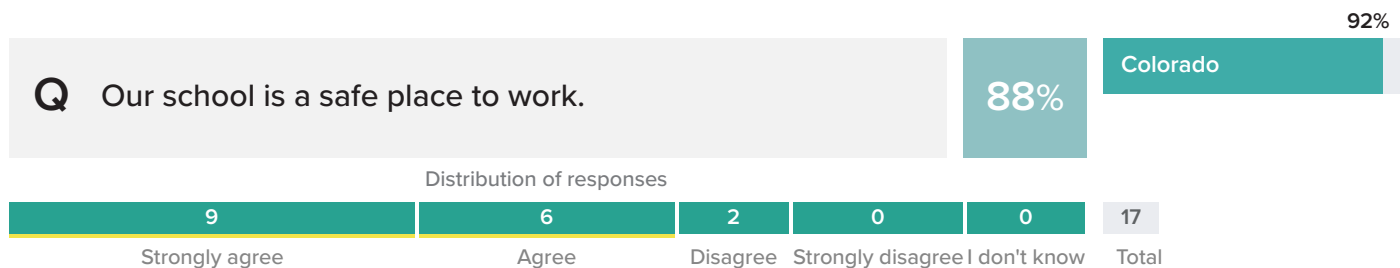 92%
Q Our school is a safe place to work.
88%
Colorado
Distribution of responses
9 6 2 0 0 17
Strongly agree Agree Disagree Strongly disagree I don't know Total